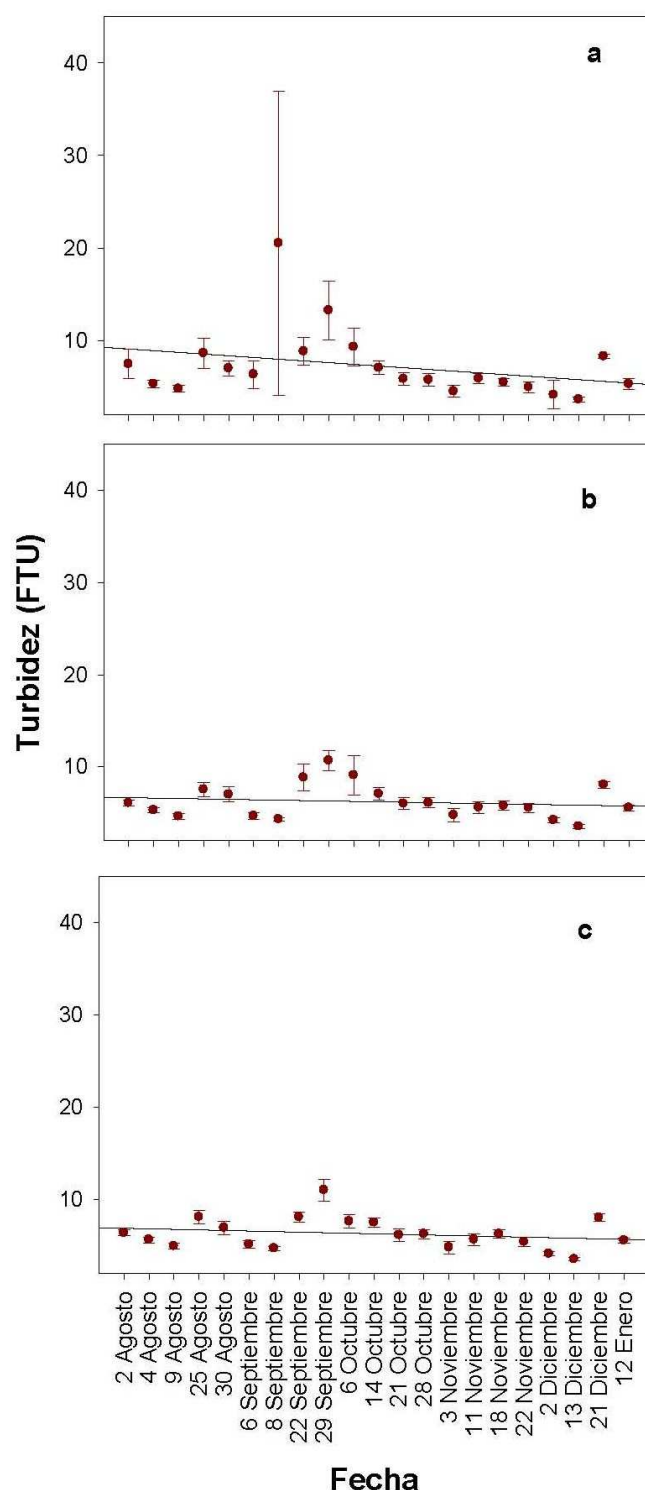 a
40
30
20
10
b
40
30
20
10
Turbidez (FTU)
c
40
30
20
10
2 Agosto
4 Agosto
9 Agosto
25 Agosto
30 Agosto
6 Septiembre
8 Septiembre
22 Septiembre
29 Septiembre
6 Octubre
14 Octubre
21 Octubre
28 Octubre
3 Noviembre
11 Noviembre
18 Noviembre
22 Noviembre
2 Diciembre
13 Diciembre
21 Diciembre
12 Enero
Fecha